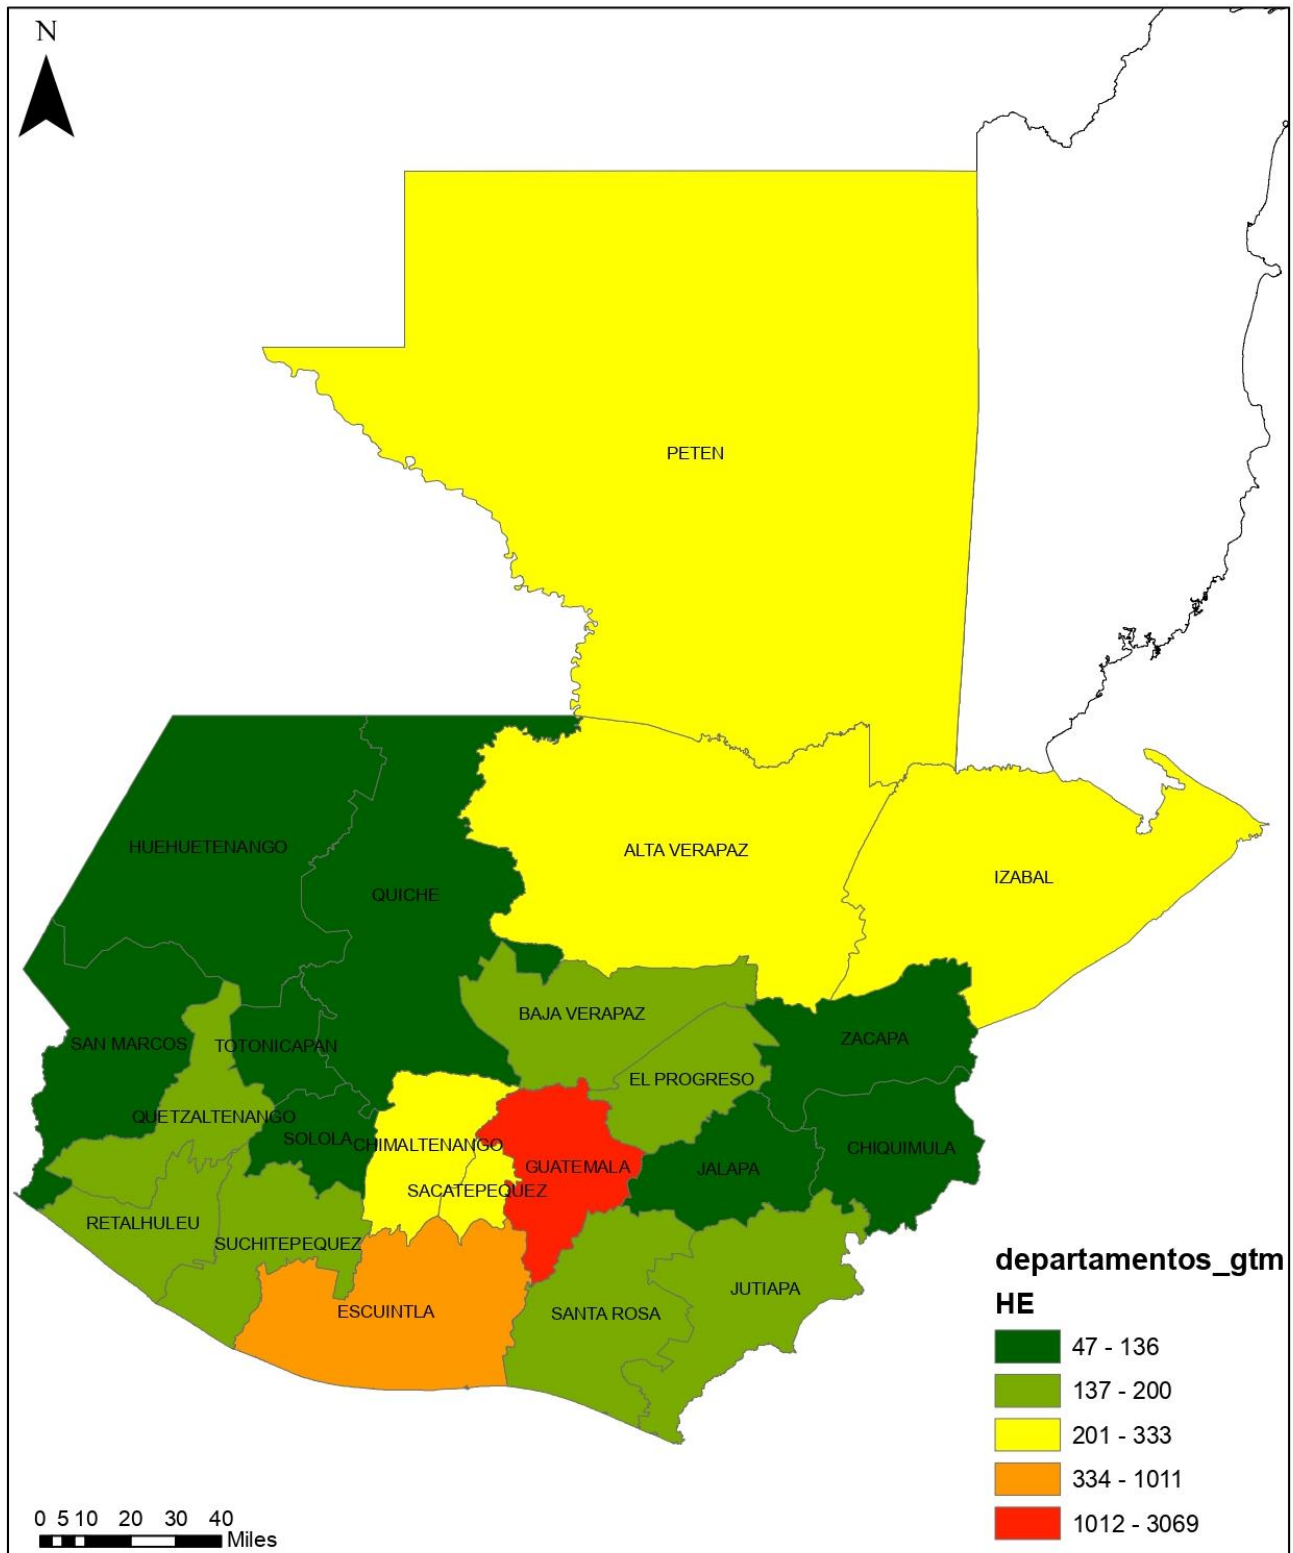 N
PETEN
HUEHUETENANGO
ALTA VERAPAZ
IZABAL
QUICHE
BAJA VERAPAZ
SAN MARCOS
TOTONICAPAN
ZACAPA
EL PROGRESO
QUETZALTENANGO
SOLOLA
CHIMALTENANGO
GUATEMALA
JALAPA
CHIQUIMULA
SACATEPEQUEZ
RETALHULEU
SUCHITEPEQUEZ
ESCUINTLA
SANTA ROSA
JUTIAPA
departamentos_gtm
HE
47 - 136
137 - 200
201 - 333
334 - 1011
1012 - 3069
0 5 10 20 30 40
Miles